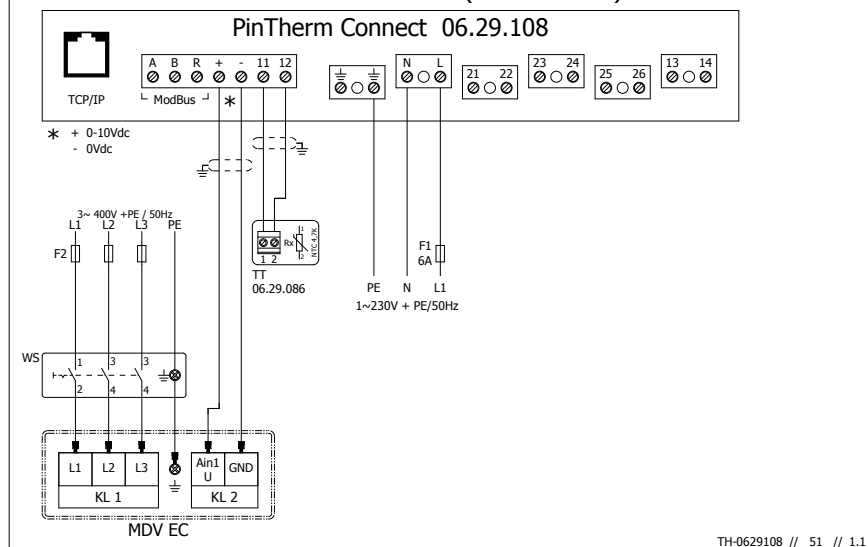 PinTherm Connect 06.29.108
A B R + - 11 12
N L
21 22
23 24
25 26
13 14
TCP/IP
ModBus
*
* + 0-10Vdc
- 0Vdc
3~ 400V +PE / 50Hz
L1 L2 L3 PE
F2
1 2
Rx
1
2
NTC 4,7K
TT
06.29.086
F1
6A
PE N L1
1~230V + PE/50Hz
WS
1 3 3
2 4 4
L1 L2 L3
Ain1
U
GND
KL 1
KL 2
MDV EC
TH-0629108 // 51 // 1.1